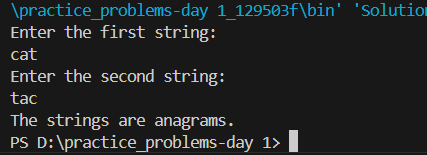 \practice_problems-day 1_129503f\bin' 'Solution
Enter the first string:
cat
Enter the second string:
tac
The strings are anagrams.
PS D:\practice_problems-day 1>